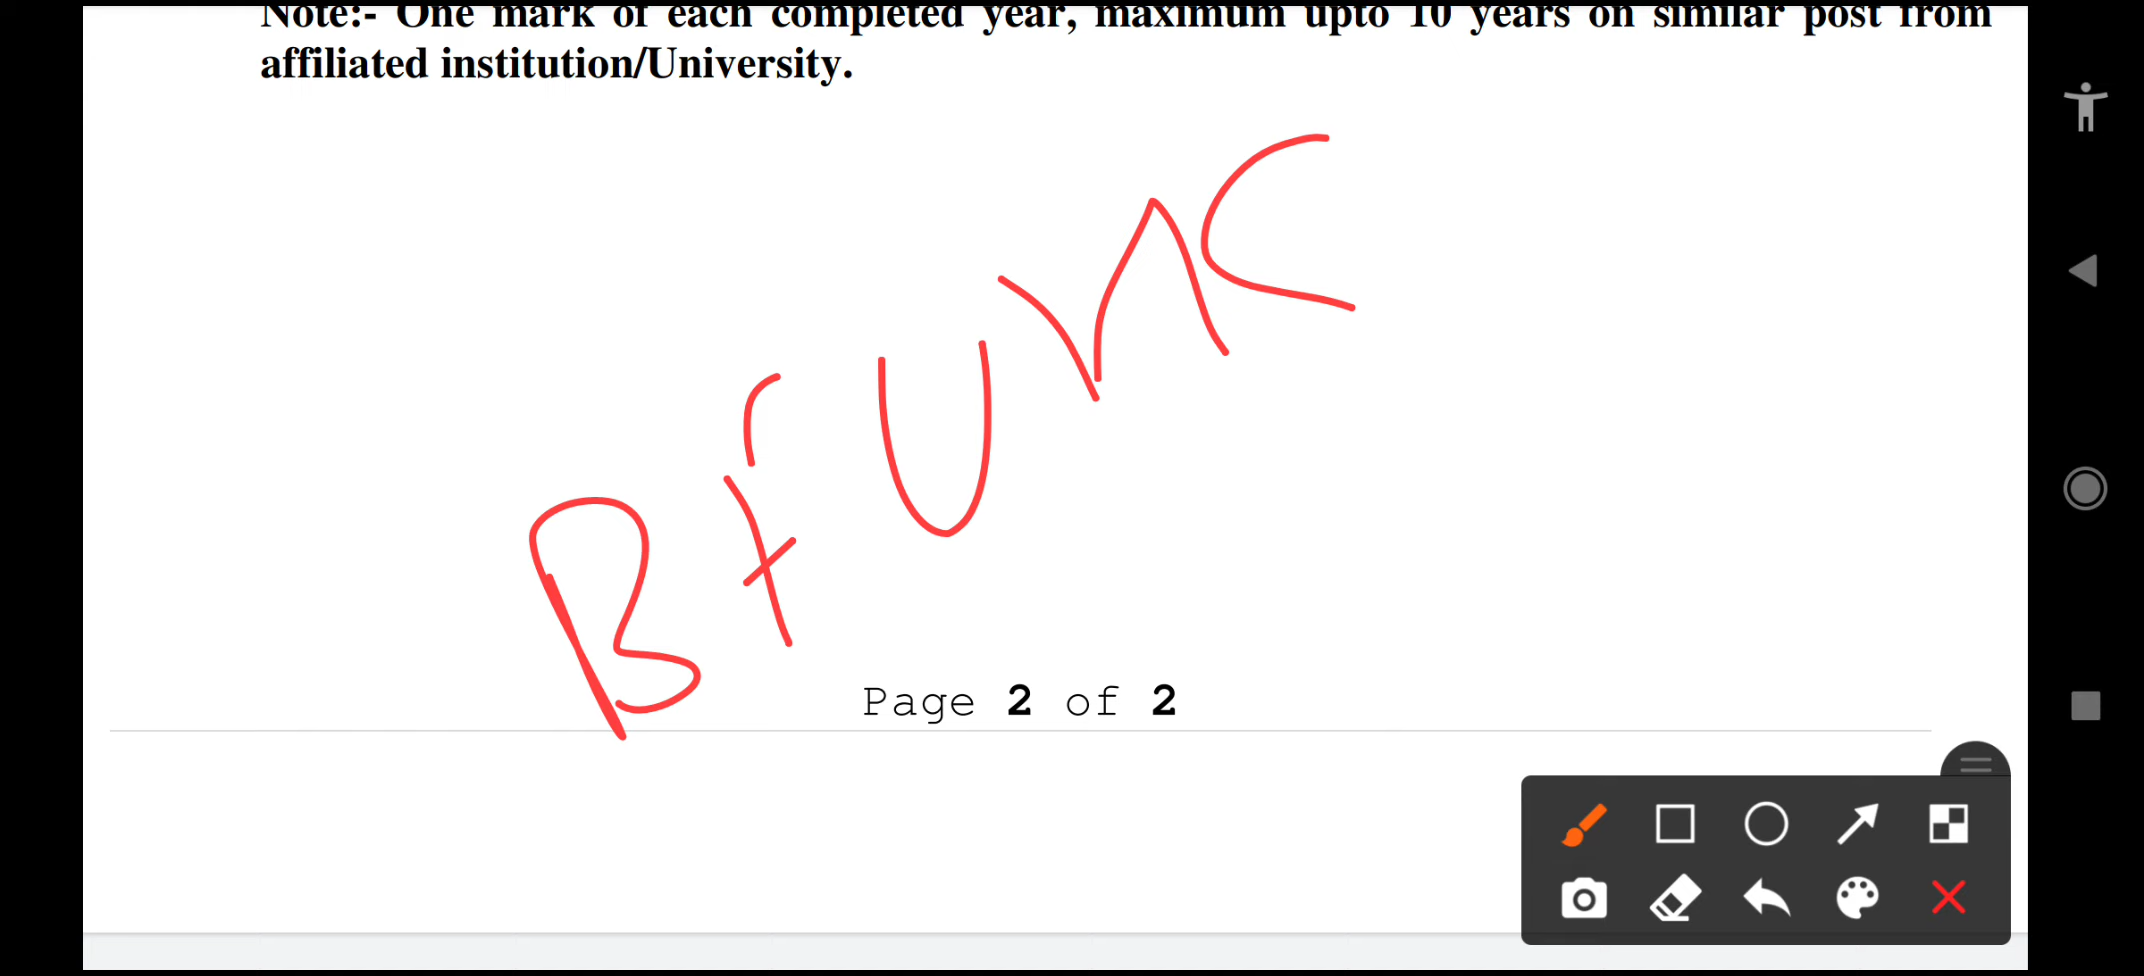 Note:- One mark of each completed year, maximum upto 10 years on similar post from
affiliated institution/University.
BFUMC
Page 2 of 2